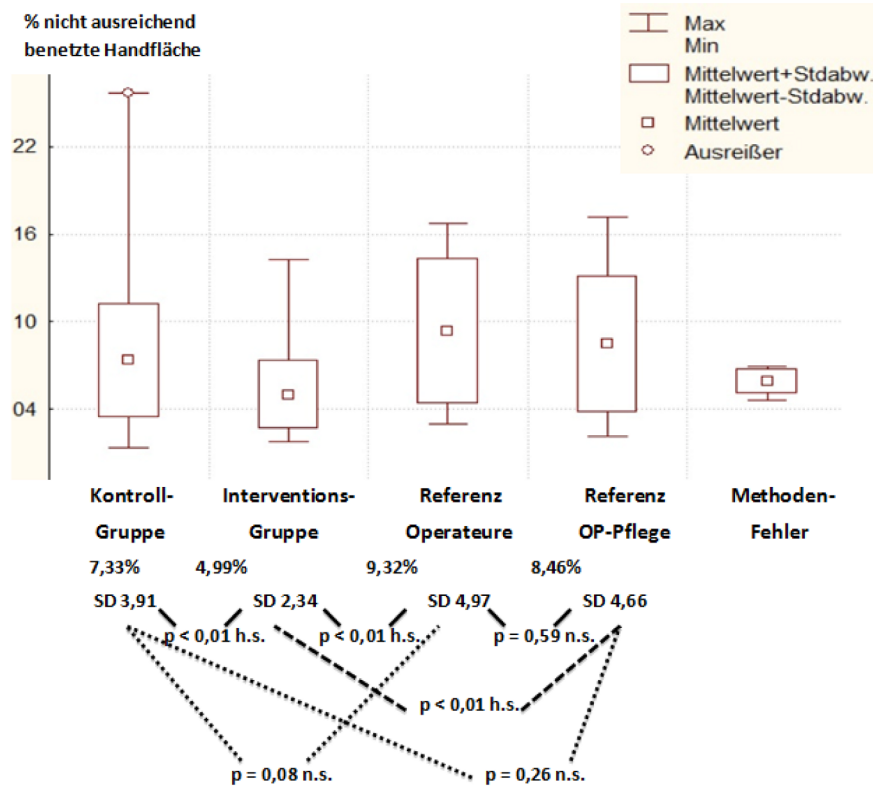 % nicht ausreichend
benetzte Handfläche
Max
Min
Mittelwert+Stdabw.
Mittelwert-Stdabw.
Mittelwert
Ausreißer
22
16
10
04
Kontroll-
Gruppe
Interventions-
Gruppe
Referenz
Operateure
Referenz
OP-Pflege
Methoden-
Fehler
7,33% 4,99% 9,32% 8,46%
SD 3,91 SD 2,34 SD 4,97 SD 4,66
p < 0,01 h.s. p < 0,01 h.s. p = 0,59 n.s.
p < 0,01 h.s.
p = 0,08 n.s. p = 0,26 n.s.